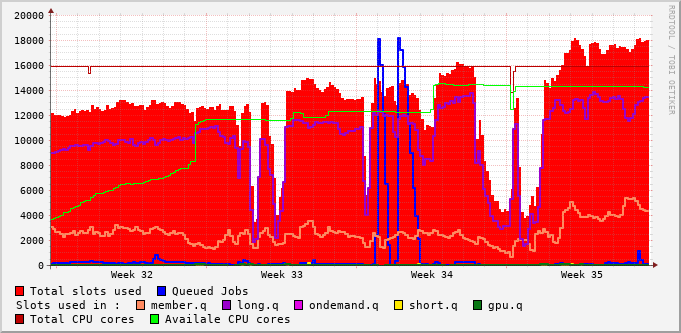 20000
18000
16000
14000
12000
10000
8000
6000
4000
2000
0
Week 32 Week 33 Week 34 Week 35
RRDTOOL / TOBI OETIKER
Total slots used Queued Jobs
Slots used in : member.q long.q ondemand.q short.q gpu.q
Total CPU cores Availale CPU cores